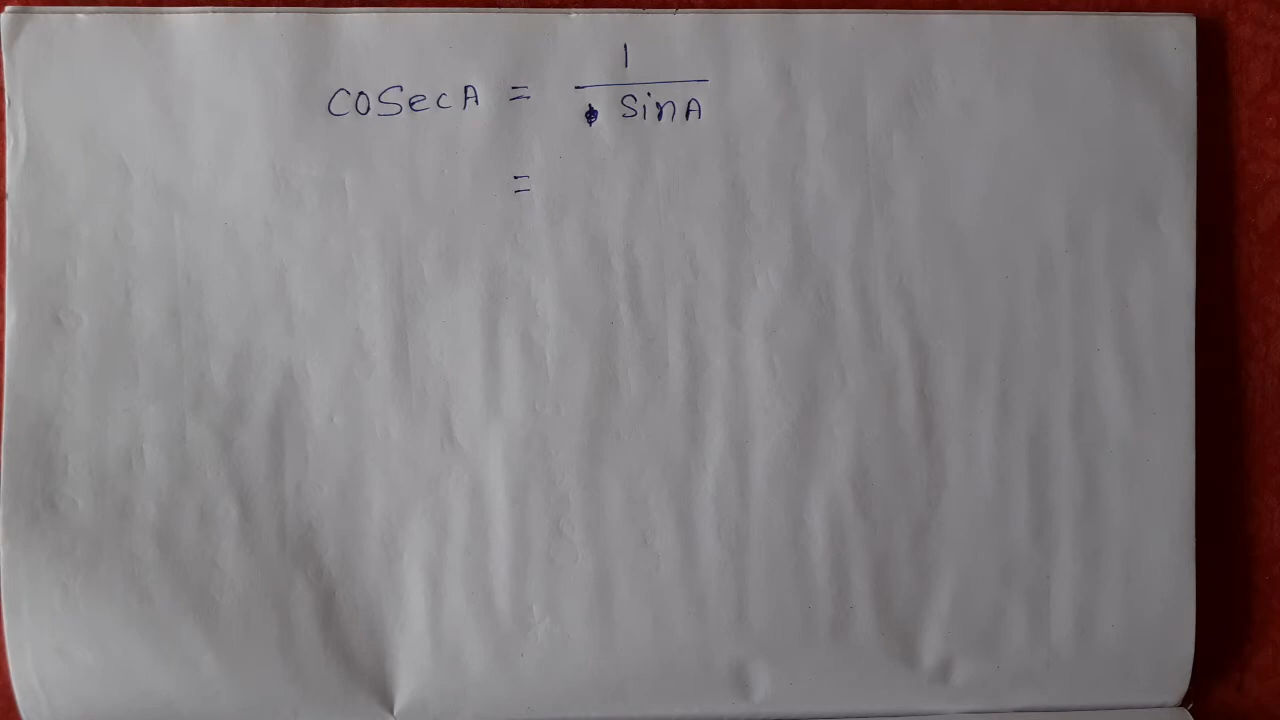 cosecA = 1 / sinA
=